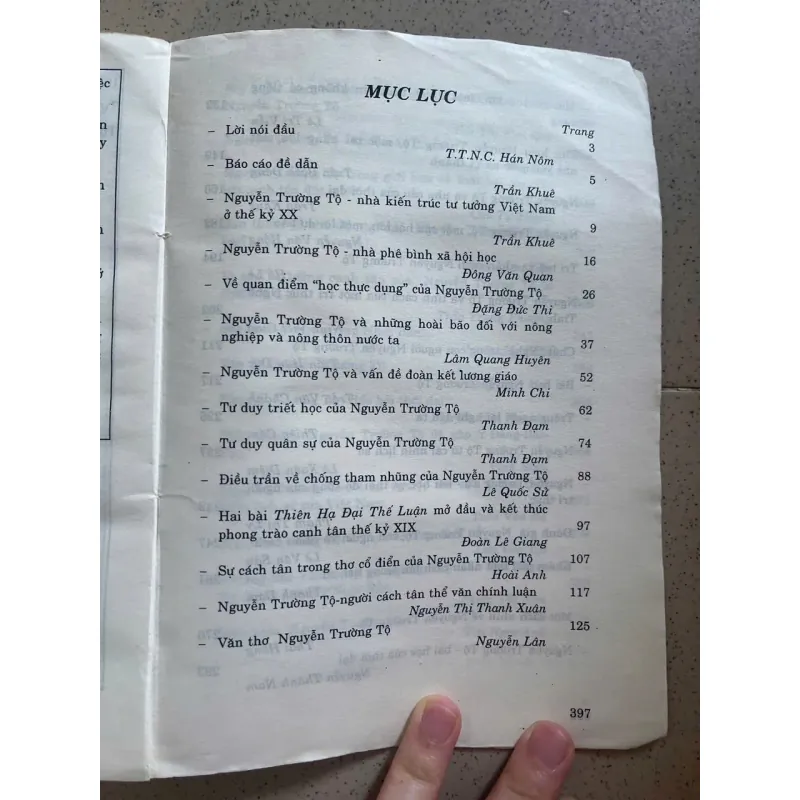 MỤC LỤC
Trang
– Lời nói đầu 3
T.T.N.C. Hán Nôm
– Báo cáo đề dẫn 5
Trần Khuê
– Nguyễn Trường Tộ - nhà kiến trúc tư tưởng Việt Nam
ở thế kỷ XX 9
Trần Khuê
– Nguyễn Trường Tộ - nhà phê bình xã hội học 16
Đông Văn Quan
– Về quan điểm “học thực dụng” của Nguyễn Trường Tộ 26
Đặng Đức Thi
– Nguyễn Trường Tộ và những hoài bão đối với nông
nghiệp và nông thôn nước ta 37
Lâm Quang Huyên
– Nguyễn Trường Tộ và vấn đề đoàn kết lương giáo 52
Minh Chi
– Tư duy triết học của Nguyễn Trường Tộ 62
Thanh Đạm
– Tư duy quân sự của Nguyễn Trường Tộ 74
Thanh Đạm
– Điều trần về chống tham nhũng của Nguyễn Trường Tộ 88
Lê Quốc Sử
– Hai bài Thiên Hạ Đại Thế Luận mở đầu và kết thúc
phong trào canh tân thế kỷ XIX 97
Đoàn Lê Giang
– Sự cách tân trong thơ cổ điển của Nguyễn Trường Tộ 107
Hoài Anh
– Nguyễn Trường Tộ-người cách tân thể văn chính luận 117
Nguyễn Thị Thanh Xuân
– Văn thơ Nguyễn Trường Tộ 125
Nguyễn Lân
397